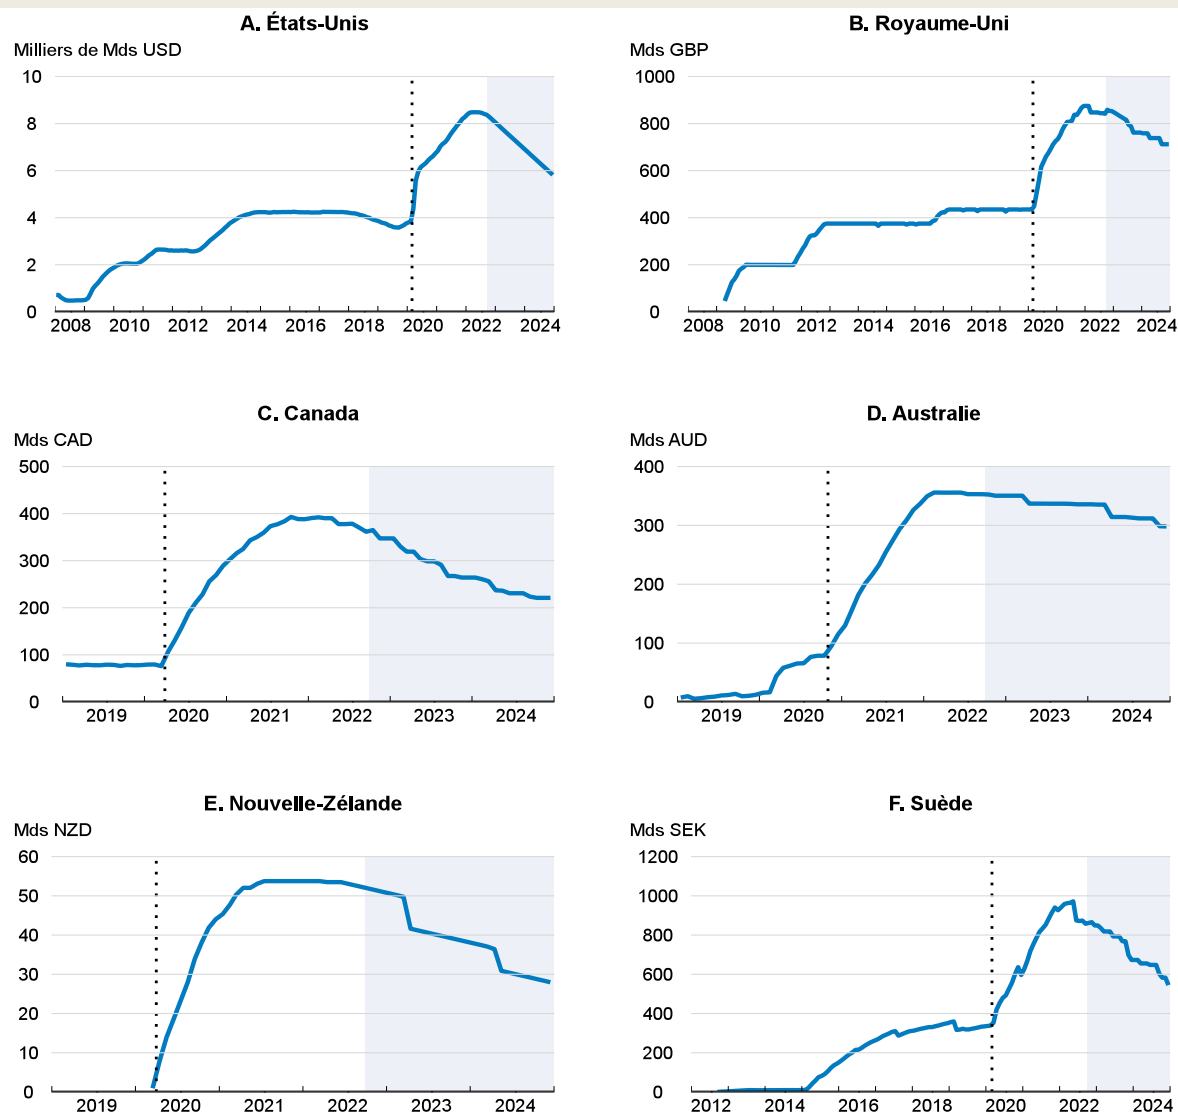 A. États-Unis
Milliers de Mds USD
10
8
6
4
2
0
2008 2010 2012 2014 2016 2018 2020 2022 2024
B. Royaume-Uni
Mds GBP
1000
800
600
400
200
0
2008 2010 2012 2014 2016 2018 2020 2022 2024
C. Canada
Mds CAD
500
400
300
200
100
0
2019 2020 2021 2022 2023 2024
D. Australie
Mds AUD
400
300
200
100
0
2019 2020 2021 2022 2023 2024
E. Nouvelle-Zélande
Mds NZD
60
50
40
30
20
10
0
2019 2020 2021 2022 2023 2024
F. Suède
Mds SEK
1200
1000
800
600
400
200
0
2012 2014 2016 2018 2020 2022 2024